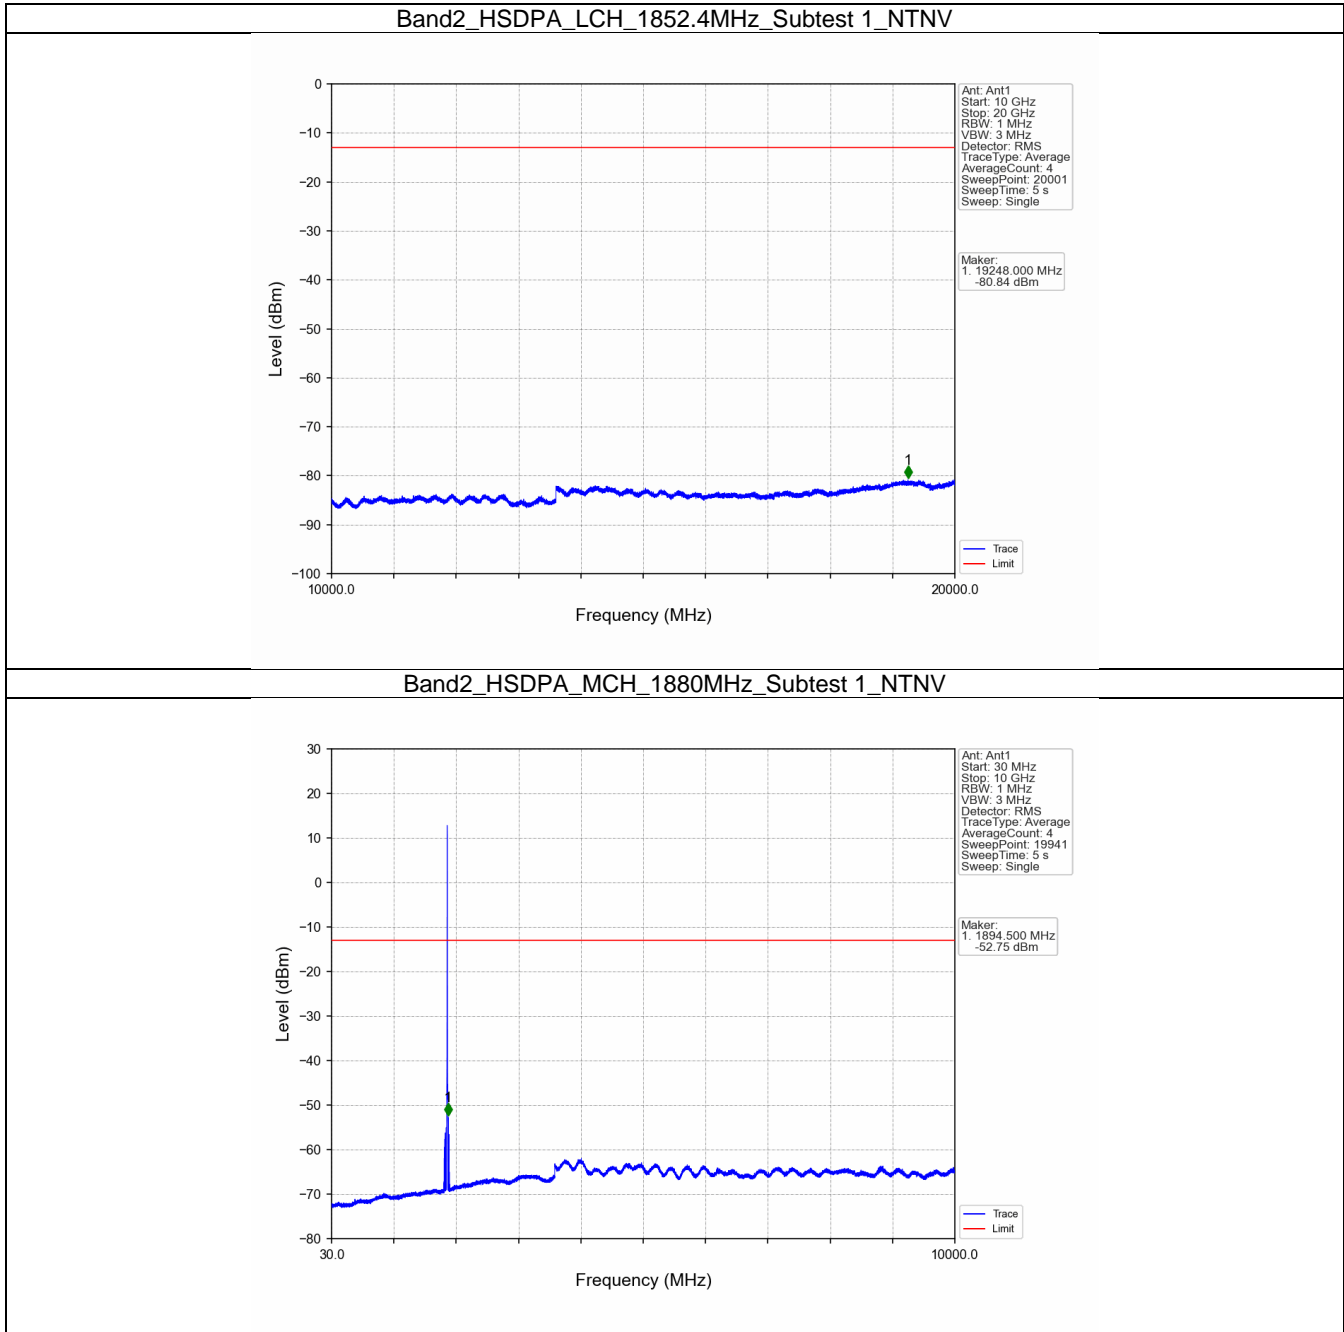 Band2_HSDPA_LCH_1852.4MHz_Subtest 1_NTNV
0
−10
−20
−30
−40
−50
−60
−70
−80
−90
−100
Level (dBm)
10000.0
20000.0
Frequency (MHz)
1
Ant: Ant1
Start: 10 GHz
Stop: 20 GHz
RBW: 1 MHz
VBW: 3 MHz
Detector: RMS
TraceType: Average
AverageCount: 4
SweepPoint: 20001
SweepTime: 5 s
Sweep: Single
Maker:
1. 19248.000 MHz
-80.84 dBm
Trace
Limit
Band2_HSDPA_MCH_1880MHz_Subtest 1_NTNV
30
20
10
0
−10
−20
−30
−40
−50
−60
−70
−80
Level (dBm)
30.0
10000.0
Frequency (MHz)
1
Ant: Ant1
Start: 30 MHz
Stop: 10 GHz
RBW: 1 MHz
VBW: 3 MHz
Detector: RMS
TraceType: Average
AverageCount: 4
SweepPoint: 19941
SweepTime: 5 s
Sweep: Single
Maker:
1. 1894.500 MHz
-52.75 dBm
Trace
Limit